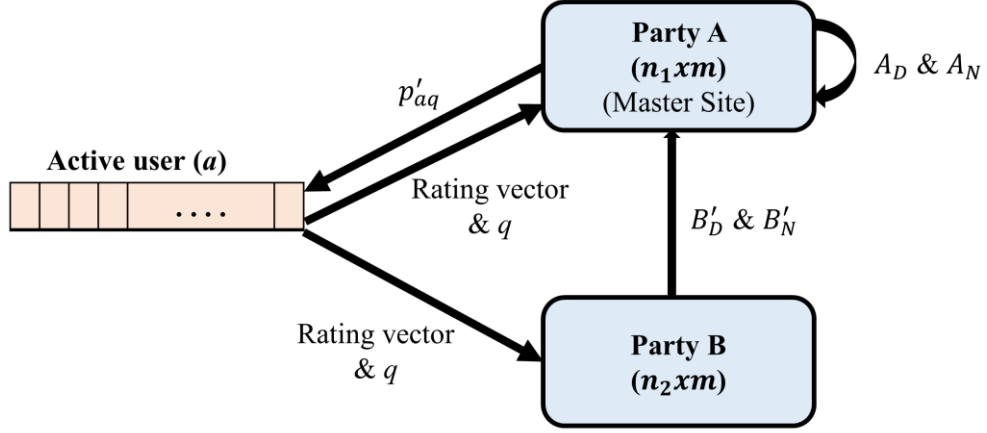 Party A
(n₁xm)
(Master Site)
A_D & A_N
p′_aq
Active user (a)
. . . .
Rating vector
& q
B′_D & B′_N
Rating vector
& q
Party B
(n₂xm)